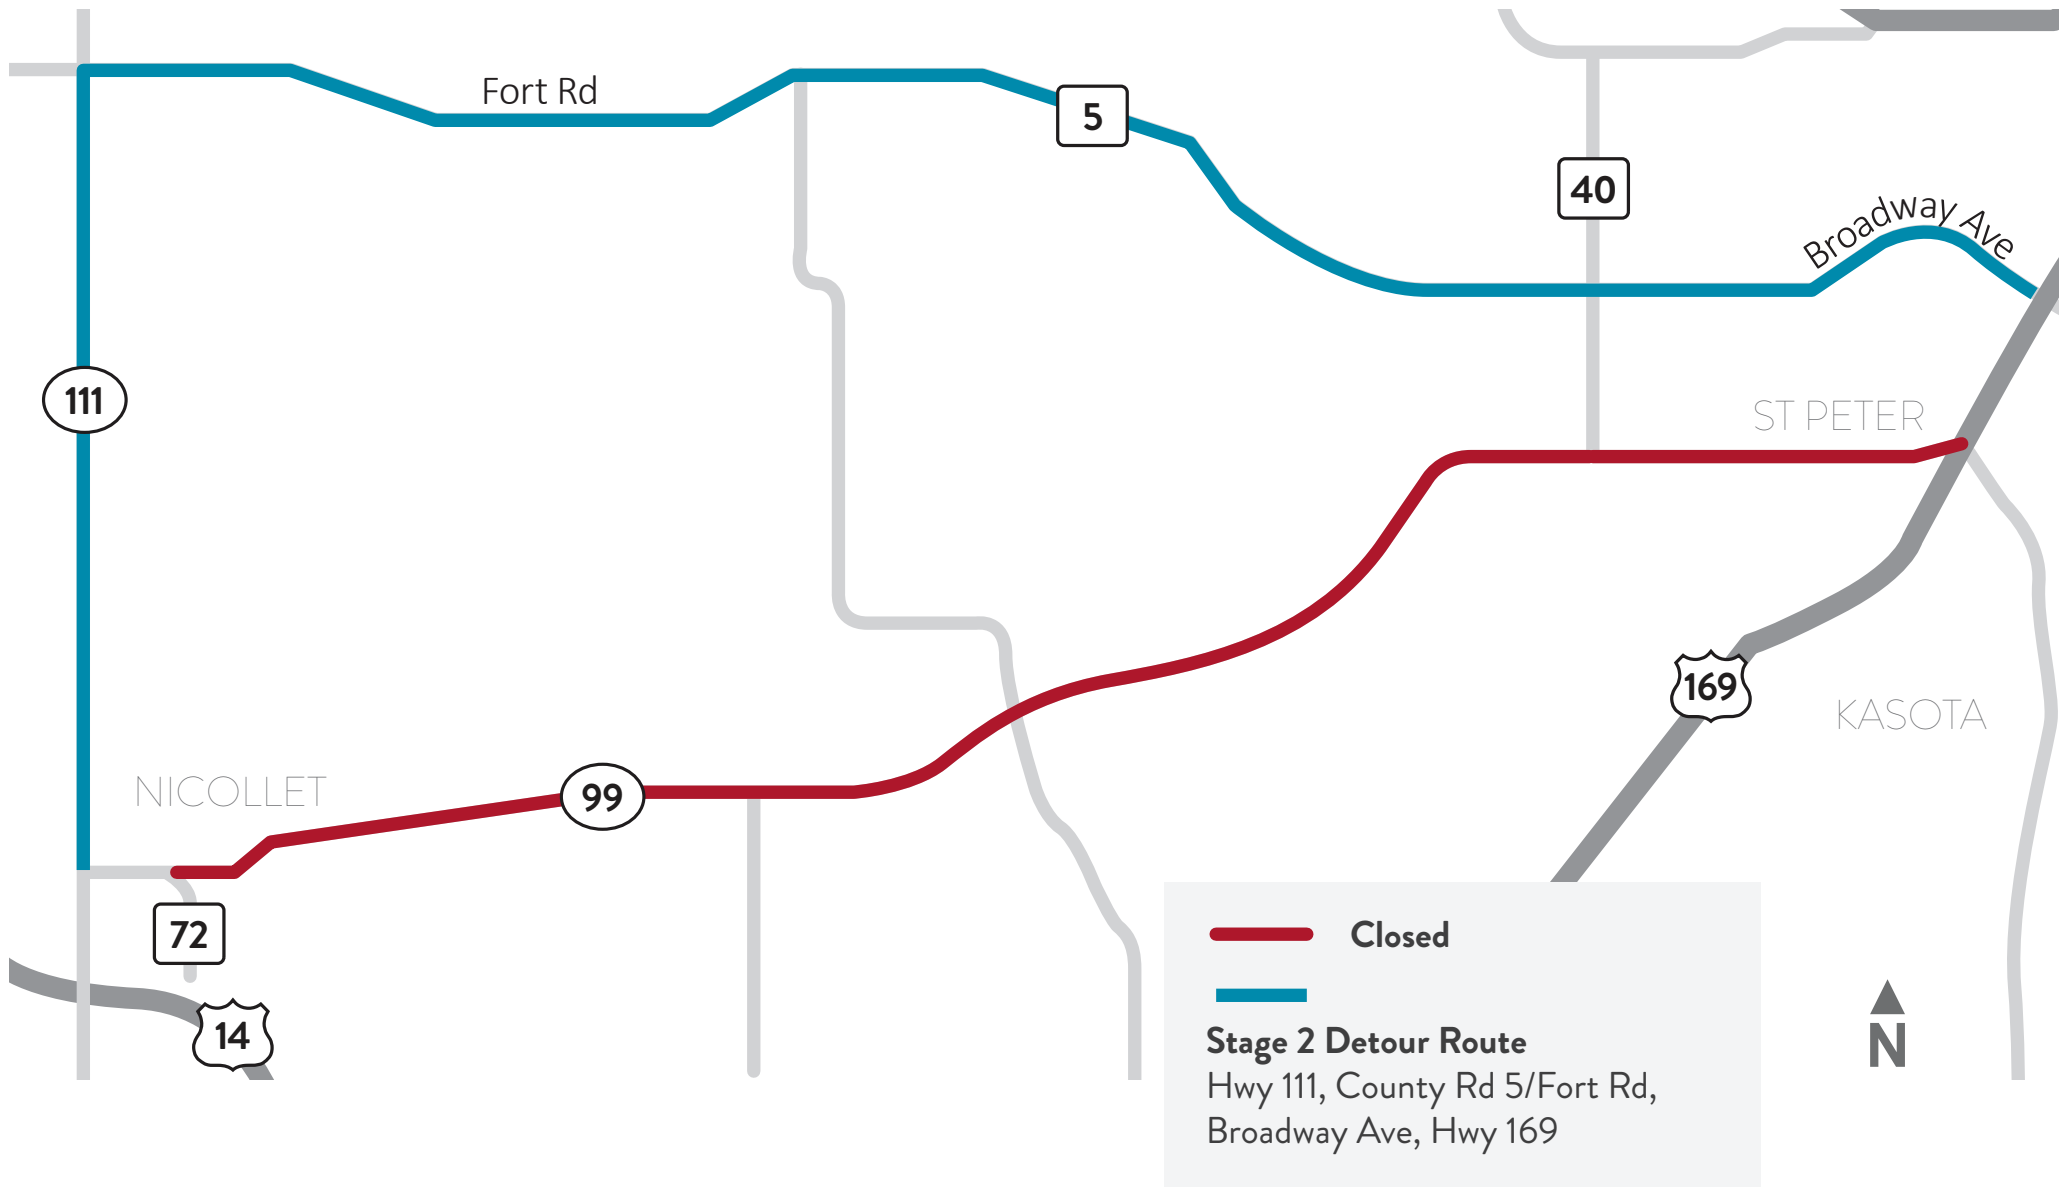 Fort Rd
5
40
Broadway Ave
111
ST PETER
169
KASOTA
NICOLLET
99
72
14
Closed
Stage 2 Detour Route
Hwy 111, County Rd 5/Fort Rd,
Broadway Ave, Hwy 169
N